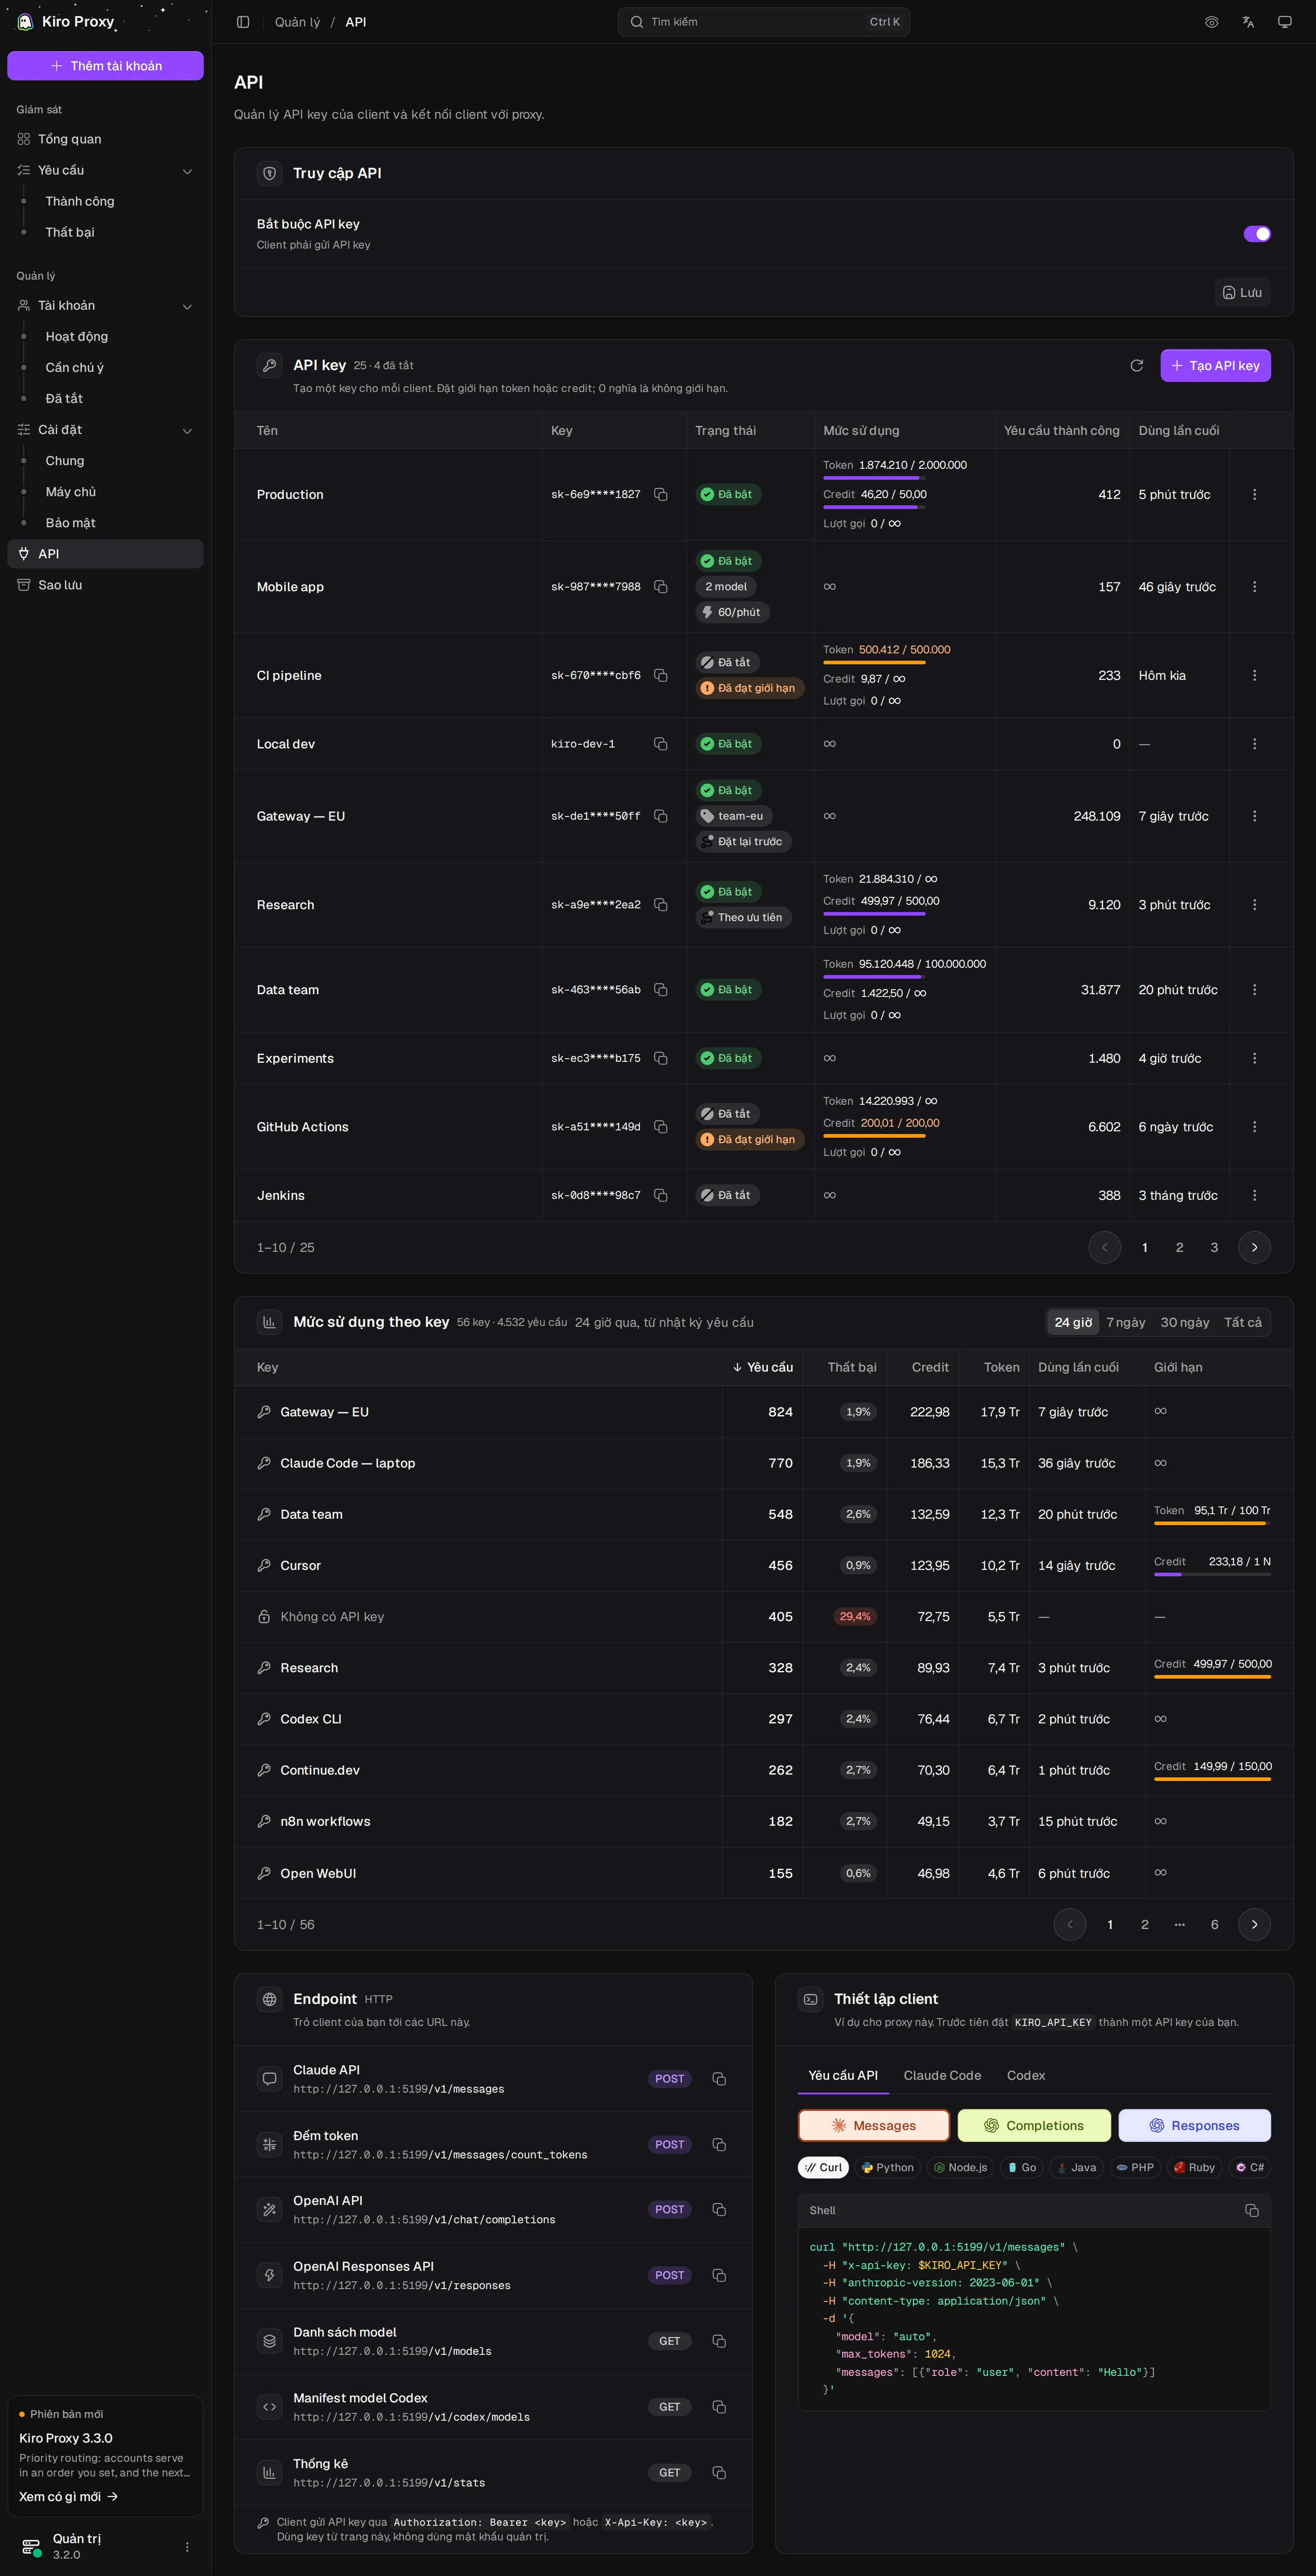 Kiro Proxy
Thêm tài khoản
Giám sát
Tổng quan
Yêu cầu
Thành công
Thất bại
Quản lý
Tài khoản
Hoạt động
Cần chú ý
Đã tắt
Cài đặt
Chung
Máy chủ
Bảo mật
API
Sao lưu
Phiên bản mới
Kiro Proxy 3.3.0
Priority routing: accounts serve
in an order you set, and the next…
Xem có gì mới →
Quản trị
3.2.0
Quản lý / API
Tìm kiếm Ctrl K
API
Quản lý API key của client và kết nối client với proxy.
Truy cập API
Bắt buộc API key
Client phải gửi API key
Lưu
API key 25 · 4 đã tắt
Tạo một key cho mỗi client. Đặt giới hạn token hoặc credit; 0 nghĩa là không giới hạn.
Tạo API key
Tên Key Trạng thái Mức sử dụng Yêu cầu thành công Dùng lần cuối
Token 1.874.210 / 2.000.000
Production sk-6e9****1827 Đã bật Credit 46,20 / 50,00 412 5 phút trước
Lượt gọi 0 / ∞
Đã bật
Mobile app sk-987****7988 2 model ∞ 157 46 giây trước
60/phút
Token 500.412 / 500.000
Đã tắt
CI pipeline sk-670****cbf6 Credit 9,87 / ∞ 233 Hôm kia
Đã đạt giới hạn
Lượt gọi 0 / ∞
Local dev kiro-dev-1 Đã bật ∞ 0 —
Đã bật
Gateway — EU sk-de1****50ff team-eu ∞ 248.109 7 giây trước
Đặt lại trước
Token 21.884.310 / ∞
Đã bật
Research sk-a9e****2ea2 Credit 499,97 / 500,00 9.120 3 phút trước
Theo ưu tiên
Lượt gọi 0 / ∞
Token 95.120.448 / 100.000.000
Data team sk-463****56ab Đã bật Credit 1.422,50 / ∞ 31.877 20 phút trước
Lượt gọi 0 / ∞
Experiments sk-ec3****b175 Đã bật ∞ 1.480 4 giờ trước
Token 14.220.993 / ∞
Đã tắt
GitHub Actions sk-a51****149d Credit 200,01 / 200,00 6.602 6 ngày trước
Đã đạt giới hạn
Lượt gọi 0 / ∞
Jenkins sk-0d8****98c7 Đã tắt ∞ 388 3 tháng trước
1–10 / 25 1 2 3
Mức sử dụng theo key 56 key · 4.532 yêu cầu 24 giờ qua, từ nhật ký yêu cầu 24 giờ 7 ngày 30 ngày Tất cả
Key ↓ Yêu cầu Thất bại Credit Token Dùng lần cuối Giới hạn
Gateway — EU 824 1,9% 222,98 17,9 Tr 7 giây trước ∞
Claude Code — laptop 770 1,9% 186,33 15,3 Tr 36 giây trước ∞
Data team 548 2,6% 132,59 12,3 Tr 20 phút trước Token 95,1 Tr / 100 Tr
Cursor 456 0,9% 123,95 10,2 Tr 14 giây trước Credit 233,18 / 1 N
Không có API key 405 29,4% 72,75 5,5 Tr — —
Research 328 2,4% 89,93 7,4 Tr 3 phút trước Credit 499,97 / 500,00
Codex CLI 297 2,4% 76,44 6,7 Tr 2 phút trước ∞
Continue.dev 262 2,7% 70,30 6,4 Tr 1 phút trước Credit 149,99 / 150,00
n8n workflows 182 2,7% 49,15 3,7 Tr 15 phút trước ∞
Open WebUI 155 0,6% 46,98 4,6 Tr 6 phút trước ∞
1–10 / 56 1 2 ··· 6
Endpoint HTTP
Trỏ client của bạn tới các URL này.
Claude API
http://127.0.0.1:5199/v1/messages POST
Đếm token
http://127.0.0.1:5199/v1/messages/count_tokens POST
OpenAI API
http://127.0.0.1:5199/v1/chat/completions POST
OpenAI Responses API
http://127.0.0.1:5199/v1/responses POST
Danh sách model
http://127.0.0.1:5199/v1/models GET
Manifest model Codex
http://127.0.0.1:5199/v1/codex/models GET
Thống kê
http://127.0.0.1:5199/v1/stats GET
Client gửi API key qua Authorization: Bearer <key> hoặc X-Api-Key: <key>.
Dùng key từ trang này, không dùng mật khẩu quản trị.
Thiết lập client
Ví dụ cho proxy này. Trước tiên đặt KIRO_API_KEY thành một API key của bạn.
Yêu cầu API Claude Code Codex
Messages Completions Responses
Curl Python Node.js Go Java PHP Ruby C#
Shell
curl "http://127.0.0.1:5199/v1/messages" \
-H "x-api-key: $KIRO_API_KEY" \
-H "anthropic-version: 2023-06-01" \
-H "content-type: application/json" \
-d '{
"model": "auto",
"max_tokens": 1024,
"messages": [{"role": "user", "content": "Hello"}]
}'